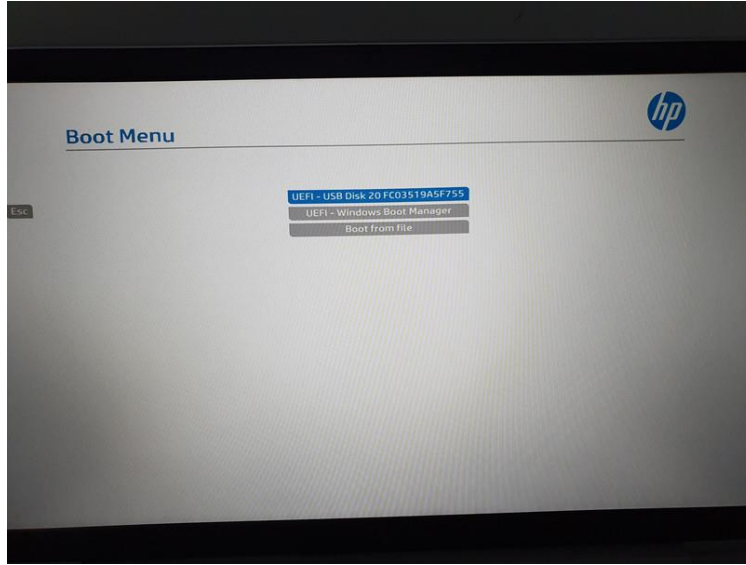 hp
Boot Menu
UEFI - USB Disk 20 FC03519A5F755
Esc
UEFI - Windows Boot Manager
Boot from file